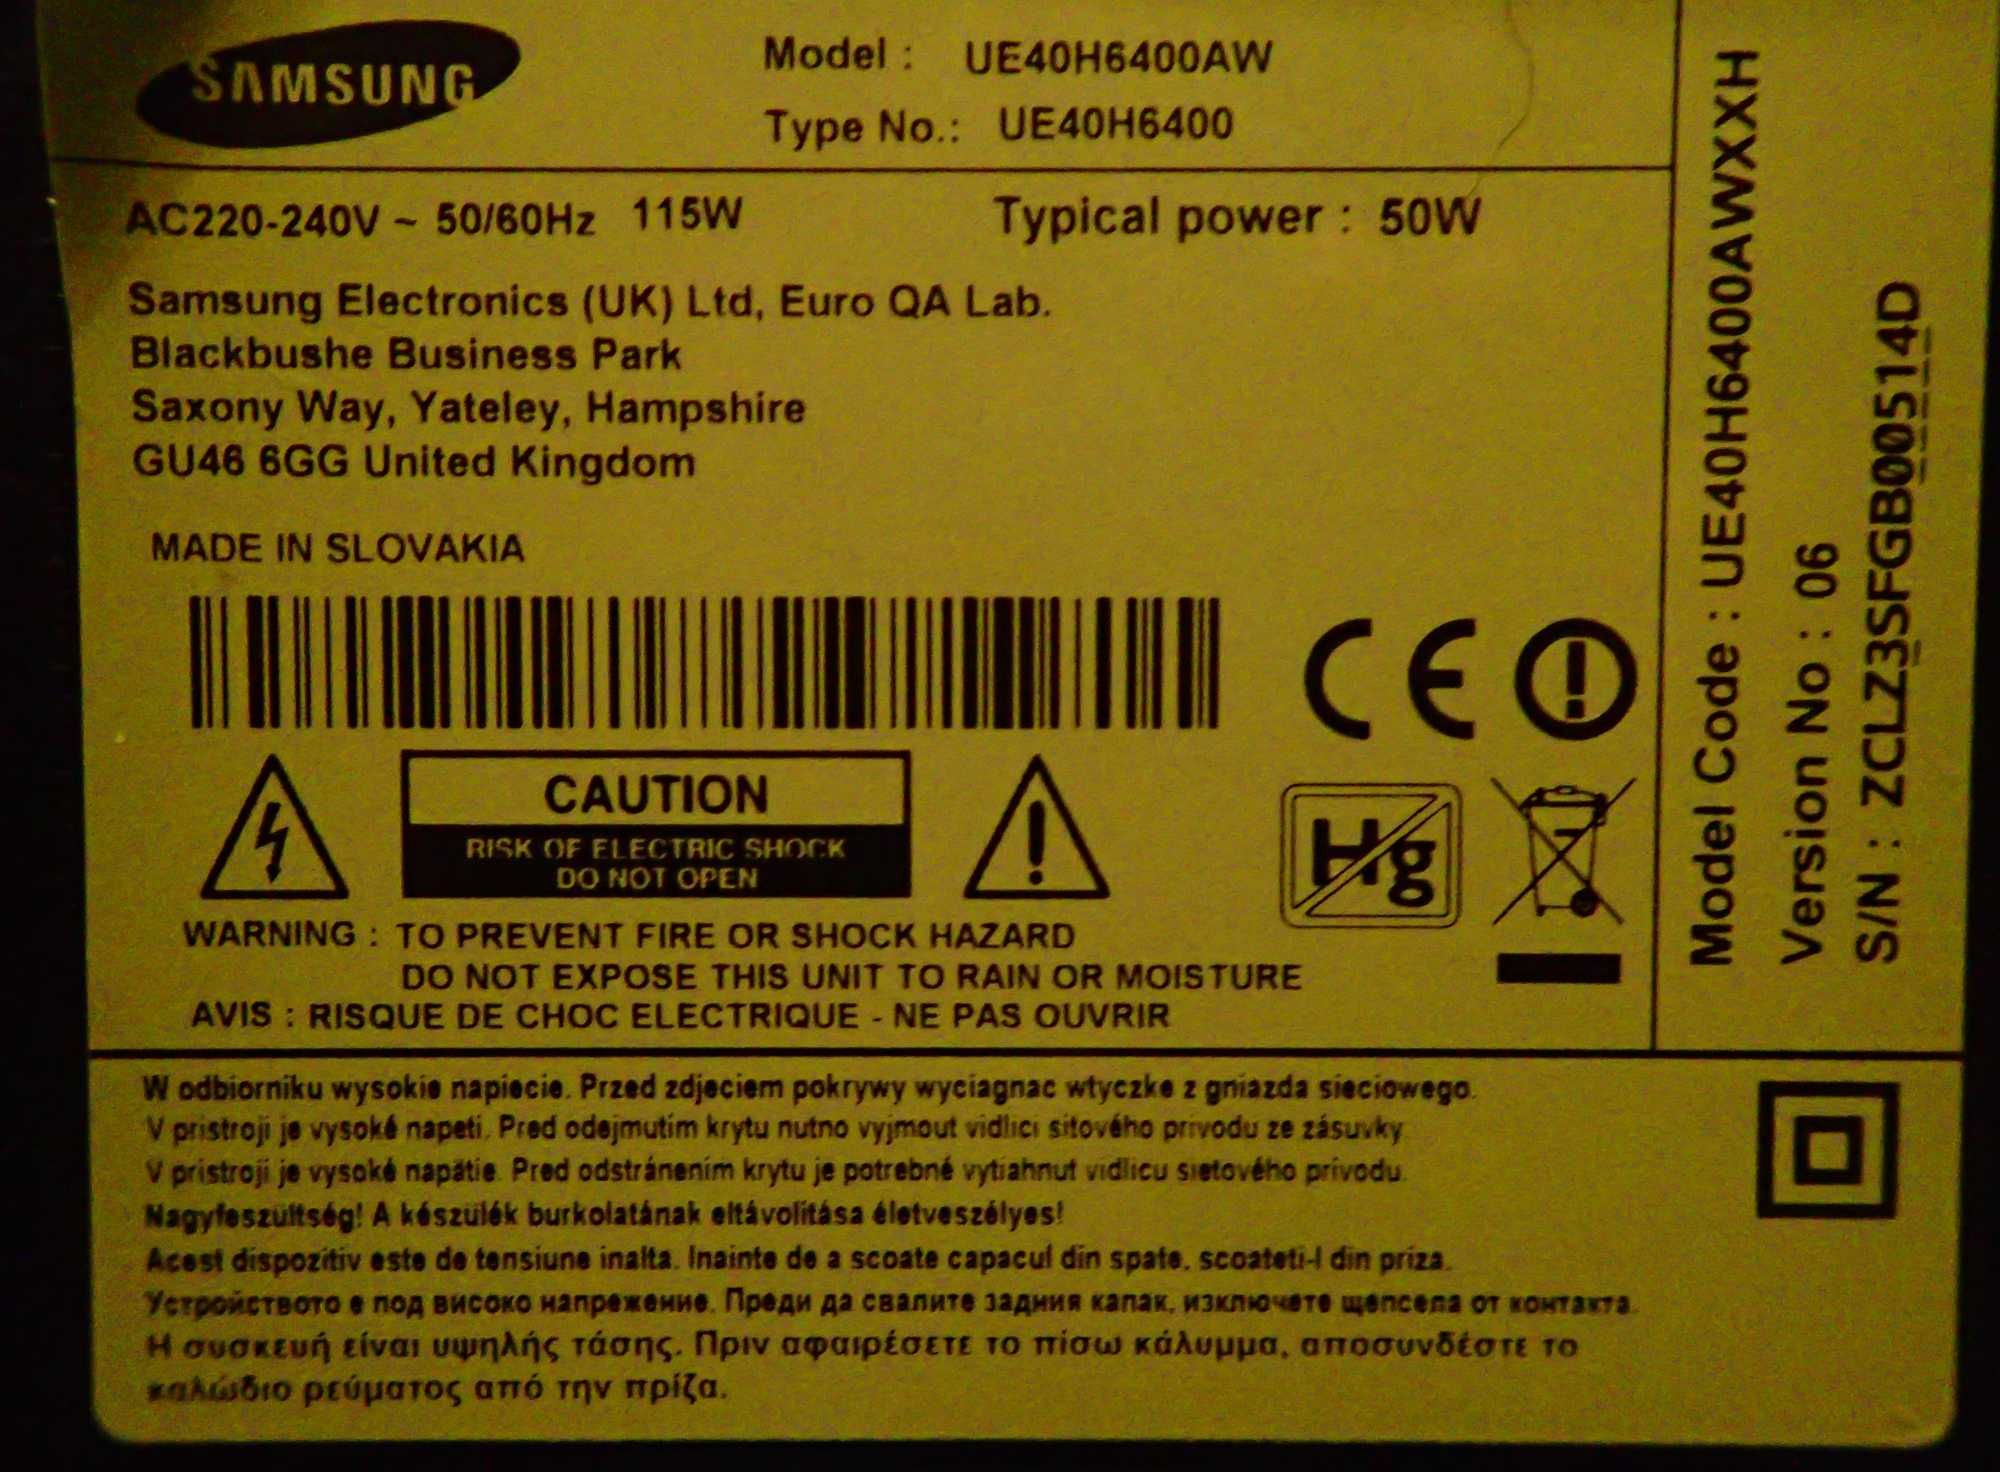 SAMSUNG
Model : UE40H6400AW
Type No.: UE40H6400
AC220-240V ~ 50/60Hz 115W Typical power : 50W
Samsung Electronics (UK) Ltd, Euro QA Lab.
Blackbushe Business Park
Saxony Way, Yateley, Hampshire
GU46 6GG United Kingdom
MADE IN SLOVAKIA
CE
CAUTION
RISK OF ELECTRIC SHOCK
DO NOT OPEN
Hg
WARNING : TO PREVENT FIRE OR SHOCK HAZARD
DO NOT EXPOSE THIS UNIT TO RAIN OR MOISTURE
AVIS : RISQUE DE CHOC ELECTRIQUE - NE PAS OUVRIR
Model Code : UE40H6400AWXXH
Version No : 06
S/N : ZCLZ3SFGB00514D
W odbiorniku wysokie napiecie. Przed zdjeciem pokrywy wyciagnac wtyczke z gniazda sieciowego.
V pristroji je vysoké napeti. Pred odejmutím krytu nutno vyjmout vidlici sitového privodu ze zásuvky
V pristroji je vysoké napätie. Pred odstránením krytu je potrebné vytiahnut vidlicu sietového prívodu.
Nagyfeszültség! A készülék burkolatának eltávolitása életveszélyes!
Acest dispozitiv este de tensiune inalta. Inainte de a scoate capacul din spate, scoateti-l din priza.
Устройството е под високо напрежение. Преди да свалите задния капак, изключете щепсела от контакта.
Η συσκευή είναι υψηλής τάσης. Πριν αφαιρέσετε το πίσω κάλυμμα, αποσυνδέστε το
καλώδιο ρεύματος από την πρίζα.